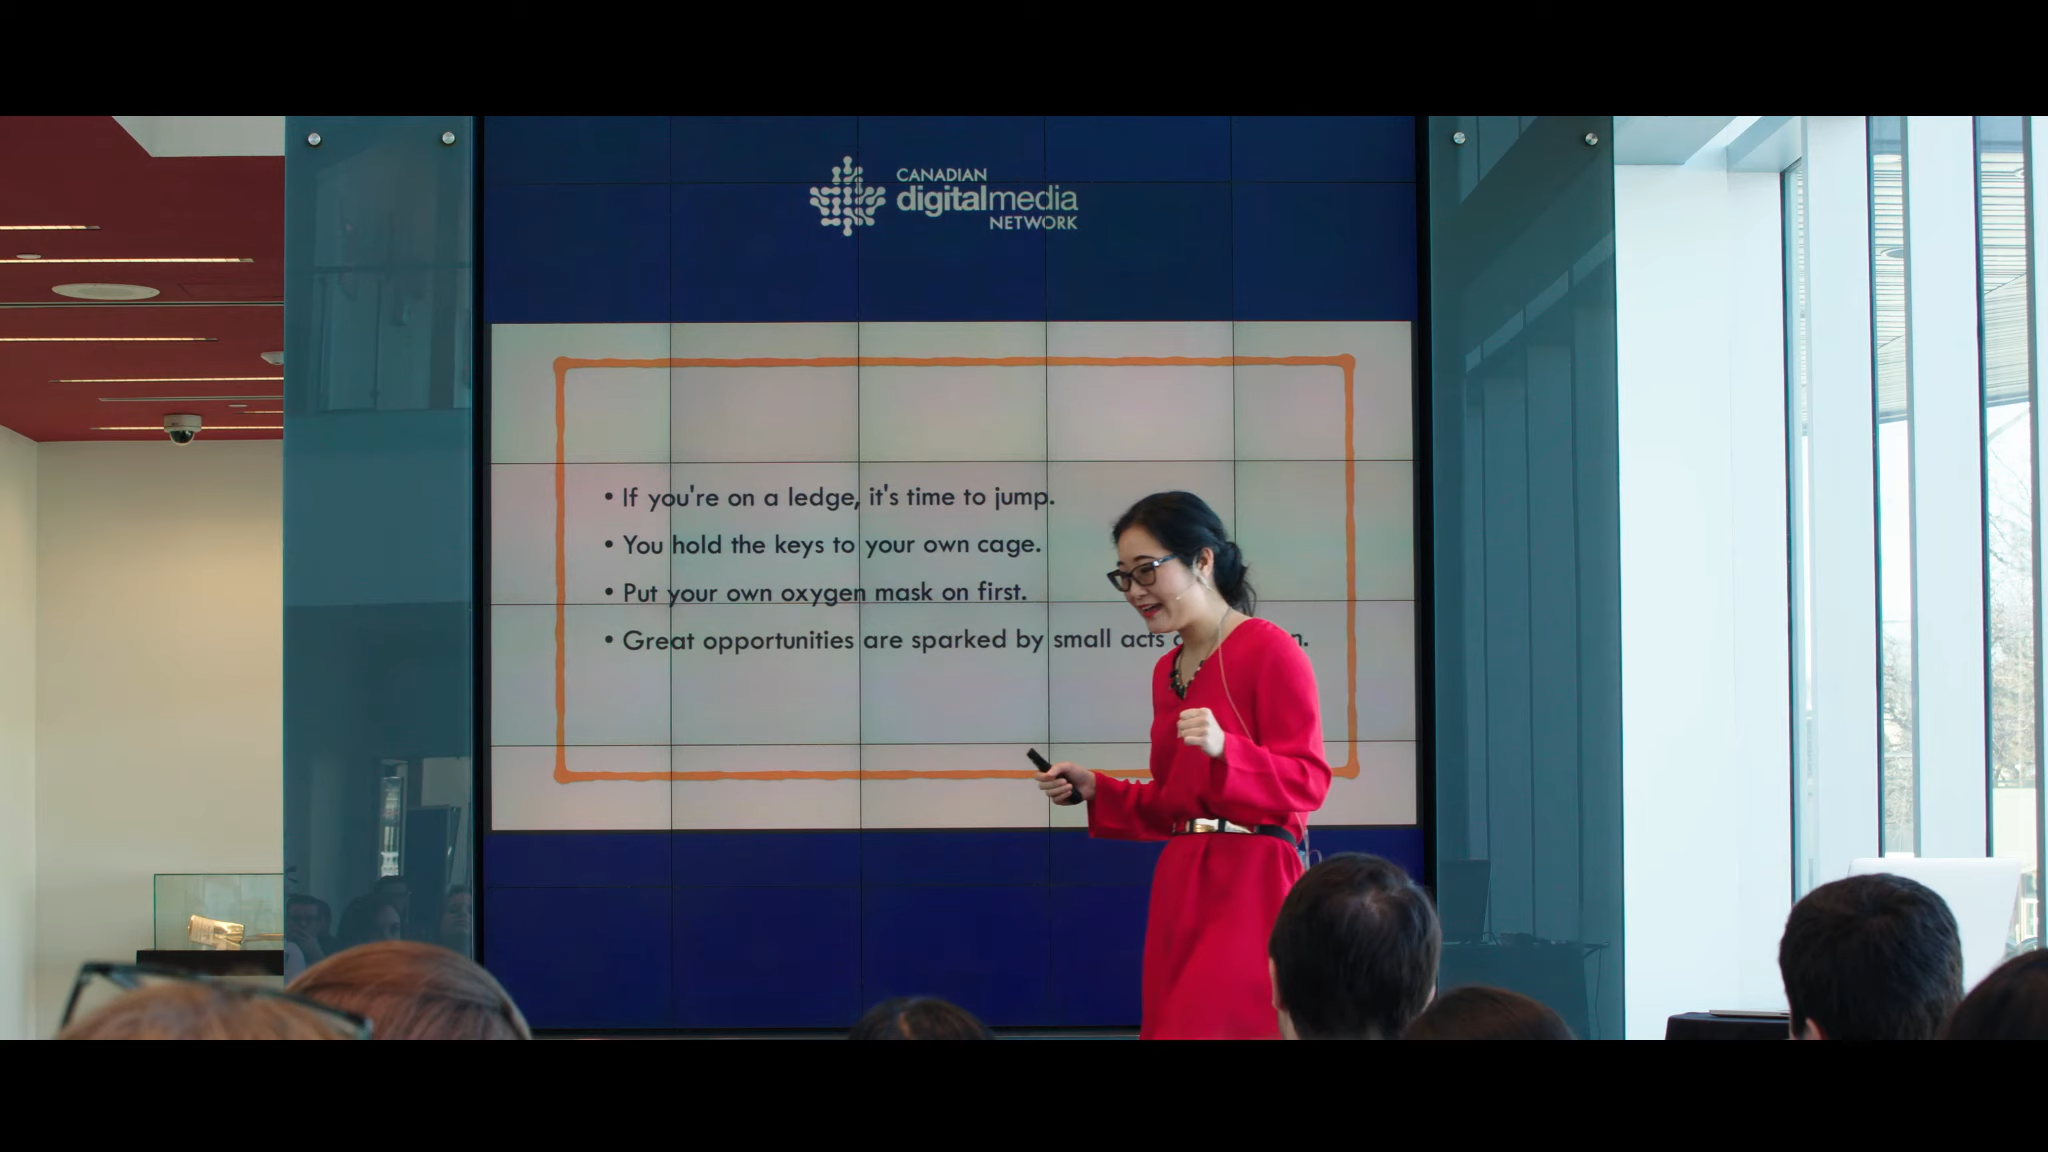 CANADIAN
digitalmedia
NETWORK
• If you're on a ledge, it's time to jump.
• You hold the keys to your own cage.
• Put your own oxygen mask on first.
• Great opportunities are sparked by small acts